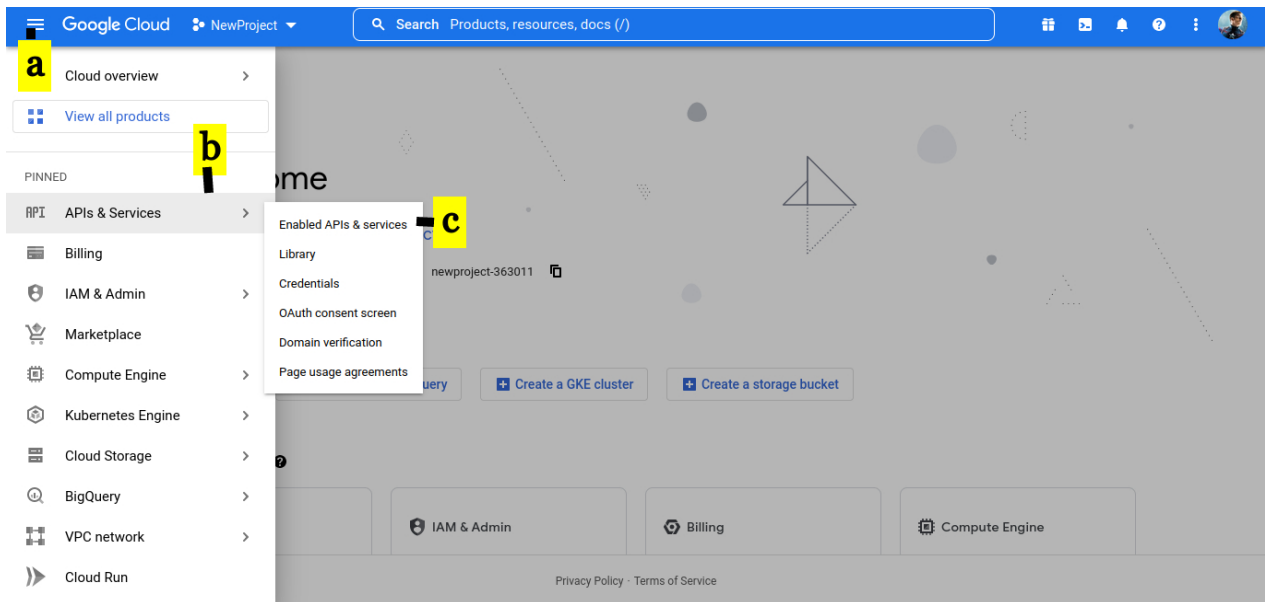 Google Cloud NewProject Search Products, resources, docs (/)
a
Cloud overview
View all products
b
PINNED
ome
API APIs & Services
Enabled APIs & services c
C
Library
Credentials
newproject-363011
OAuth consent screen
Domain verification
Page usage agreements
Billing
IAM & Admin
Marketplace
Compute Engine
Kubernetes Engine
Cloud Storage
BigQuery
VPC network
Cloud Run
uery Create a GKE cluster Create a storage bucket
IAM & Admin Billing Compute Engine
Privacy Policy · Terms of Service